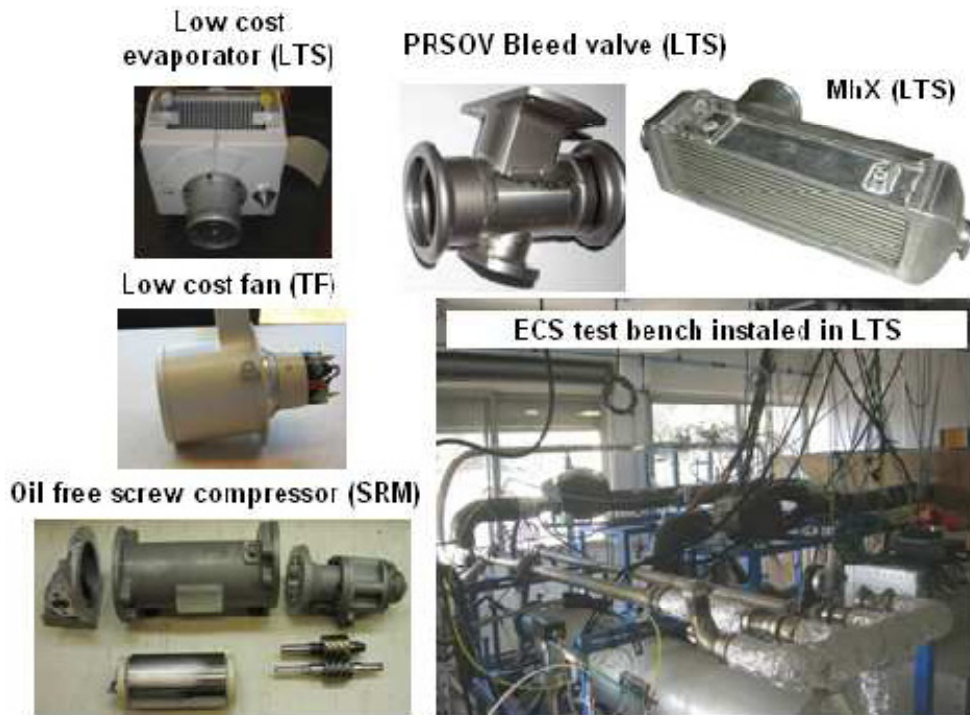 Low cost
evaporator (LTS)
PRSOV Bleed valve (LTS)
MhX (LTS)
Low cost fan (TF)
ECS test bench instaled in LTS
Oil free screw compressor (SRM)